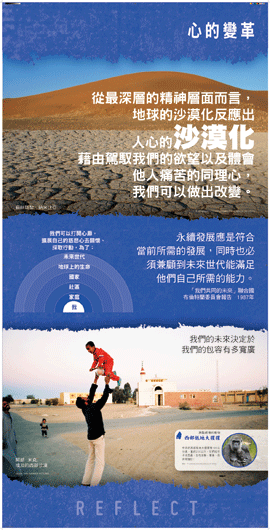 心的變革
從最深層的精神層面而言，
地球的沙漠化反應出
人心的沙漠化
藉由駕馭我們的欲望以及體會
他人痛苦的同理心，
我們可以做出改變。
我們可以打開心扉，
擴展自己的慈悲心去關懷、
採取行動，為了：
未來世代
地球上的生命
國家
社區
家庭
我
永續發展應是符合
當前所需的發展，同時也必
須兼顧到未來世代能滿足
他們自己所需的能力。
「我們共同的未來」聯合國
布倫特蘭委員會報告，1987年
我們的未來決定於
我們的包容有多寬廣
西部低地大猩猩
REFLECT